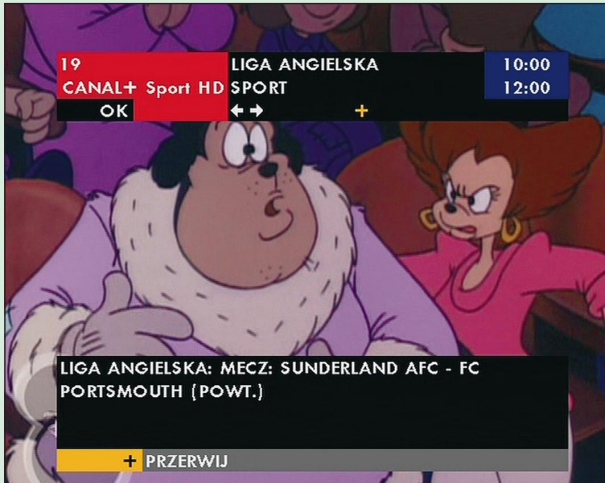 19 LIGA ANGIELSKA 10:00
CANAL+ Sport HD SPORT 12:00
OK +
LIGA ANGIELSKA: MECZ: SUNDERLAND AFC - FC
PORTSMOUTH (POWT.)
+ PRZERWIJ